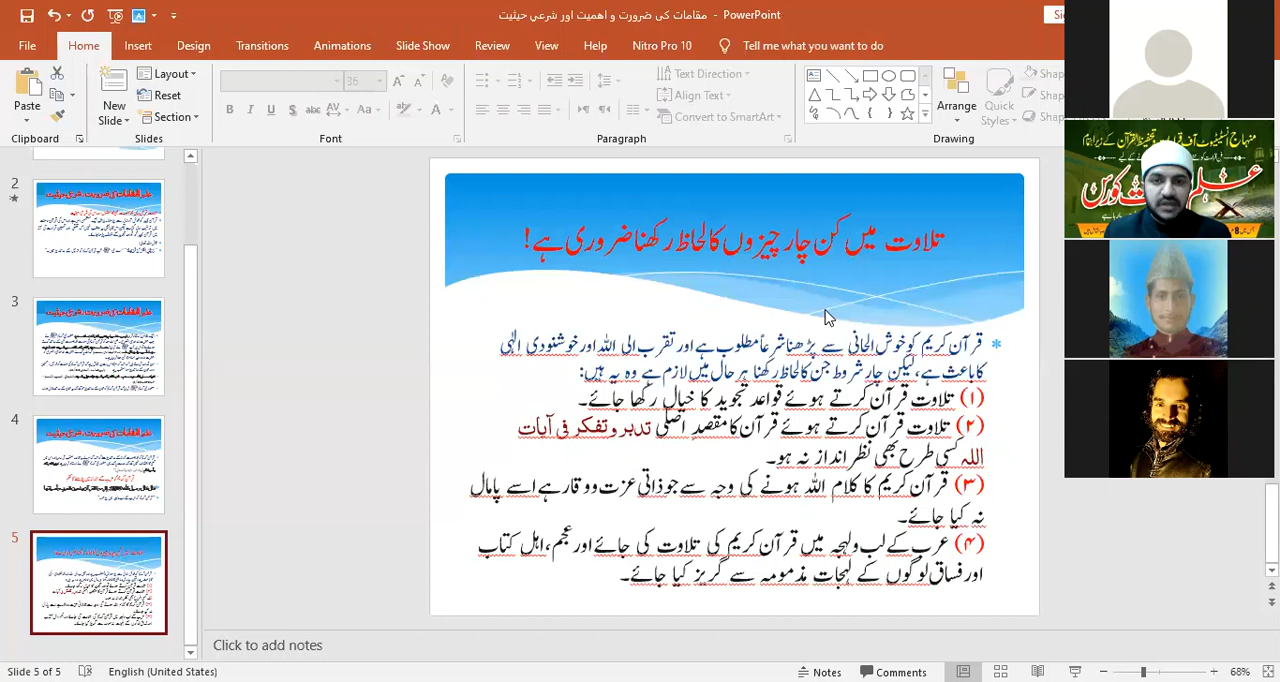 مقامات کی ضرورت و اہمیت اور شرعي حیثیت - PowerPoint
File Home Insert Design Transitions Animations Slide Show Review View Help Nitro Pro 10 Tell me what you want to do
Paste
New Slide
Layout
Reset
Section
36
Text Direction
Align Text
Convert to SmartArt
Arrange
Quick Styles
Clipboard Slides Font Paragraph Drawing
2
3
4
5
تلاوت میں کن چار چیزوں کا لحاظ رکھنا ضروری ہے!
قرآن کریم کو خوش الحانی سے پڑھنا شرعاً مطلوب ہے اور تقرب الی اللہ اور خوشنودی الٰہی
کا باعث ہے، لیکن چار شروط جن کا لحاظ رکھنا ہر حال میں لازم ہے وہ یہ ہیں:
(۱) تلاوت قرآن کرتے ہوئے قواعد تجوید کا خیال رکھا جائے۔
(۲) تلاوت قرآن کرتے ہوئے قرآن کا مقصدِ اصلی تدبر و تفکر فی آیات
اللہ کسی طرح بھی نظر انداز نہ ہو۔
(۳) قرآن کریم کا کلام اللہ ہونے کی وجہ سے جو ذاتی عزت و وقار ہے اسے پامال
نہ کیا جائے۔
(۴) عرب کے لب و لہجہ میں قرآن کریم کی تلاوت کی جائے اور عجم، اہل کتاب
اور فساق لوگوں کے لہجات مذمومہ سے گریز کیا جائے۔
Click to add notes
Slide 5 of 5 English (United States) Notes Comments 68%